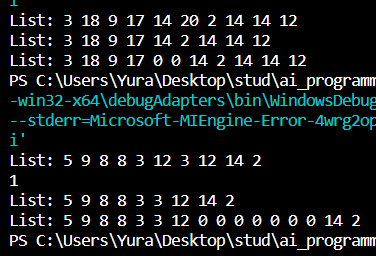 List: 3 18 9 17 14 20 2 14 14 12
List: 3 18 9 17 14 2 14 14 12
List: 3 18 9 17 0 0 14 2 14 14 12
PS C:\Users\Yura\Desktop\stud\ai_programm
-win32-x64\debugAdapters\bin\WindowsDebug
--stderr=Microsoft-MIEngine-Error-4wrg2op
i'
List: 5 9 8 8 3 12 3 12 14 2
1
List: 5 9 8 8 3 3 12 14 2
List: 5 9 8 8 3 3 12 0 0 0 0 0 0 0 14 2
PS C:\Users\Yura\Desktop\stud\ai_programm